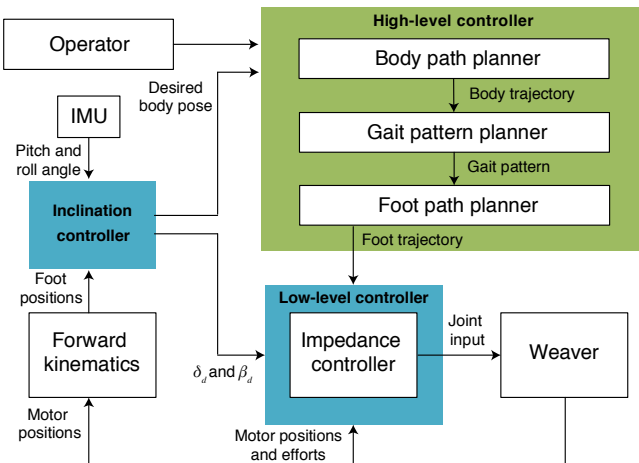 High-level controller
Operator
Body path planner
Desired
body pose
Body trajectory
IMU
Gait pattern planner
Pitch and
roll angle
Gait pattern
Inclination
controller
Foot path planner
Foot trajectory
Foot
positions
Low-level controller
Forward
kinematics
Impedance
controller
Joint
input
Weaver
δd and βd
Motor
positions
Motor positions
and efforts